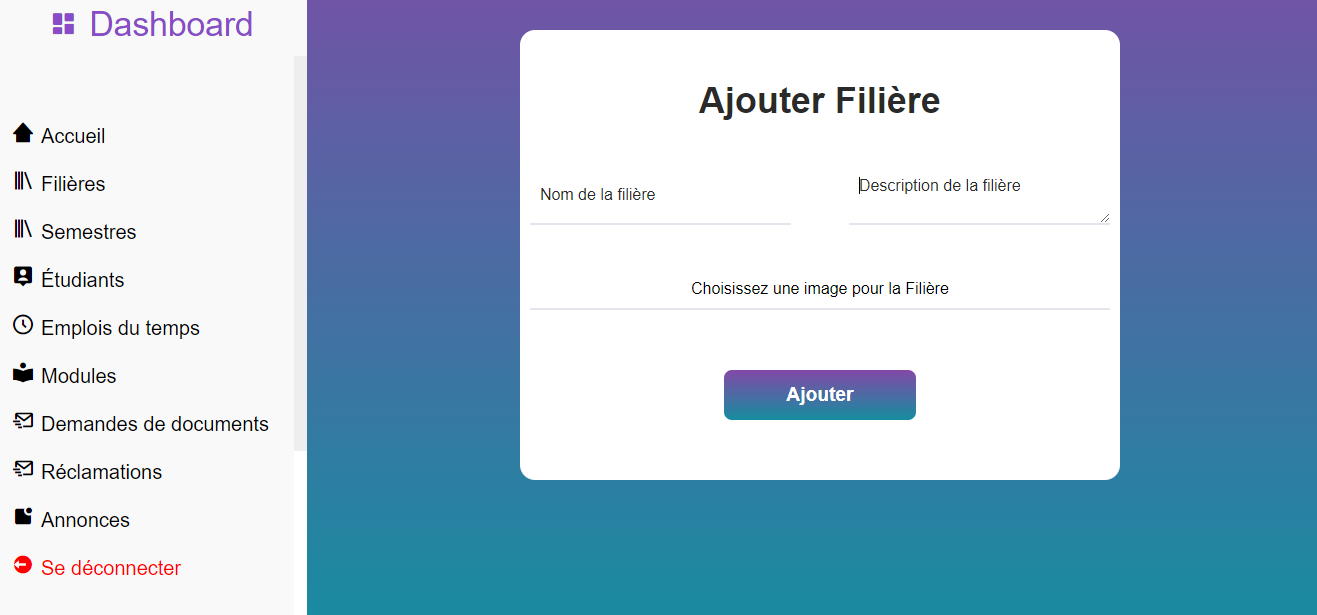 Dashboard
Accueil
Filières
Semestres
Étudiants
Emplois du temps
Modules
Demandes de documents
Réclamations
Annonces
Se déconnecter
Ajouter Filière
Nom de la filière
Description de la filière
Choisissez une image pour la Filière
Ajouter